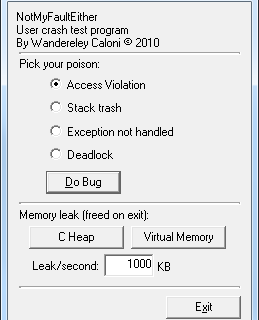 NotMyFaultEither
User crash test program
By Wandereley Caloni © 2010
Pick your poison:
Access Violation
Stack trash
Exception not handled
Deadlock
Do Bug
Memory leak (freed on exit):
C Heap Virtual Memory
Leak/second: 1000 KB
Exit